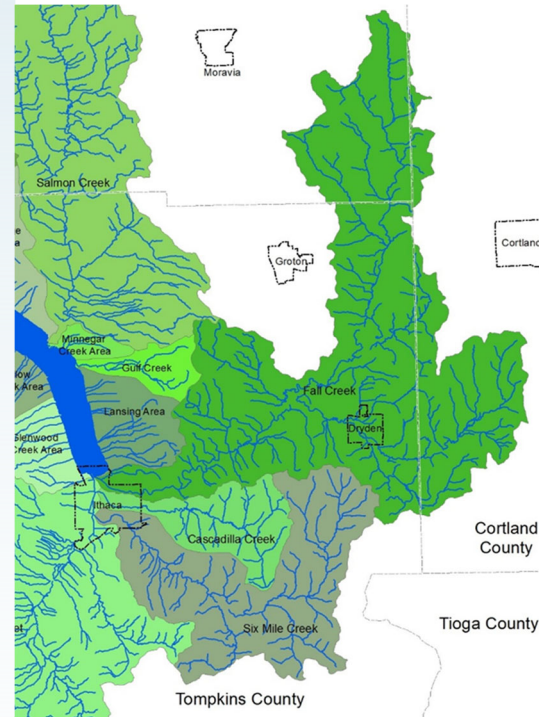 Moravia
Salmon Creek
Cortland
Groton
Minnegar
Creek Area
Gulf Creek
Fall Creek
Lansing Area
Dryden
Glenwood
Creek Area
Ithaca
Cascadilla Creek
Cortland
County
Six Mile Creek
Tioga County
Tompkins County